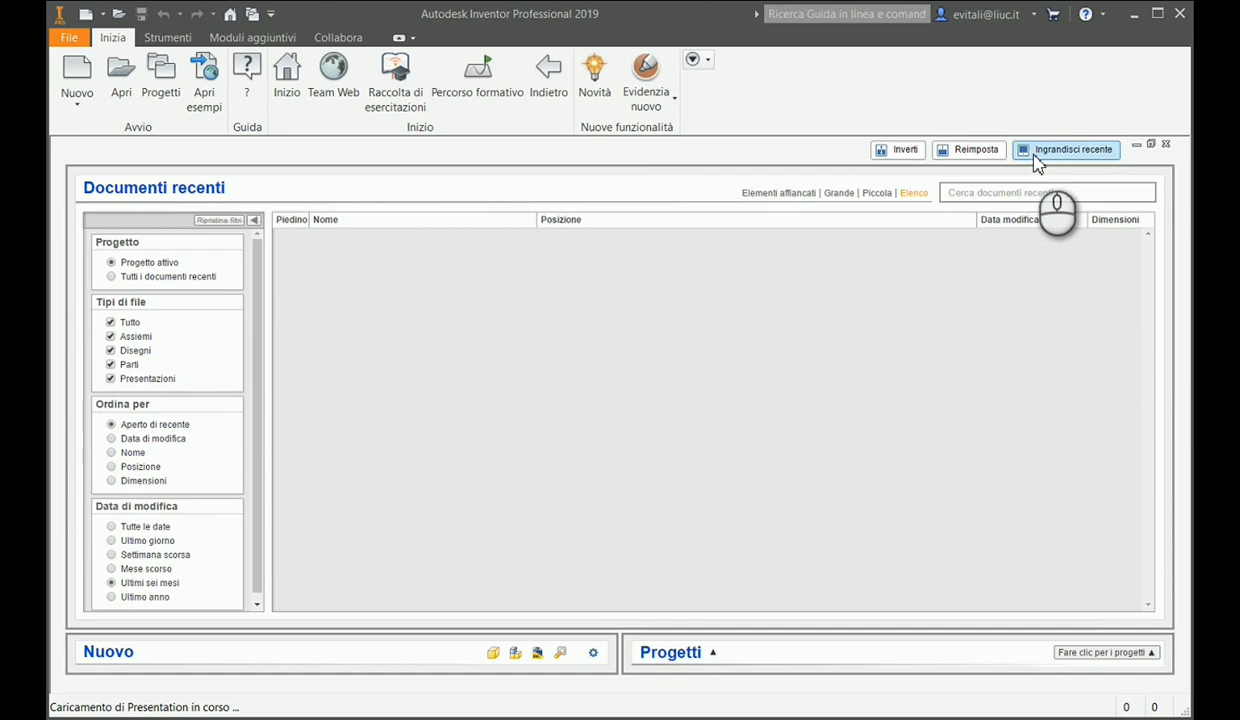 PRO
Autodesk Inventor Professional 2019
Ricerca Guida in linea e comand
evitali@liuc.it
File
Inizia
Strumenti
Moduli aggiuntivi
Collabora
Nuovo
Apri
Progetti
Apri esempi
?
Inizio
Team Web
Raccolta di esercitazioni
Percorso formativo
Indietro
Novità
Evidenzia nuovo
Avvio
Guida
Inizio
Nuove funzionalità
Inverti
Reimposta
Ingrandisci recente
Documenti recenti
Elementi affiancati | Grande | Piccola | Elenco
Cerca documenti recenti
Ripristina filtri
Piedino
Nome
Posizione
Data modifica
Dimensioni
Progetto
Progetto attivo
Tutti i documenti recenti
Tipi di file
Tutto
Assiemi
Disegni
Parti
Presentazioni
Ordina per
Aperto di recente
Data di modifica
Nome
Posizione
Dimensioni
Data di modifica
Tutte le date
Ultimo giorno
Settimana scorsa
Mese scorso
Ultimi sei mesi
Ultimo anno
Nuovo
Progetti
Fare clic per i progetti
Caricamento di Presentation in corso ...
0
0